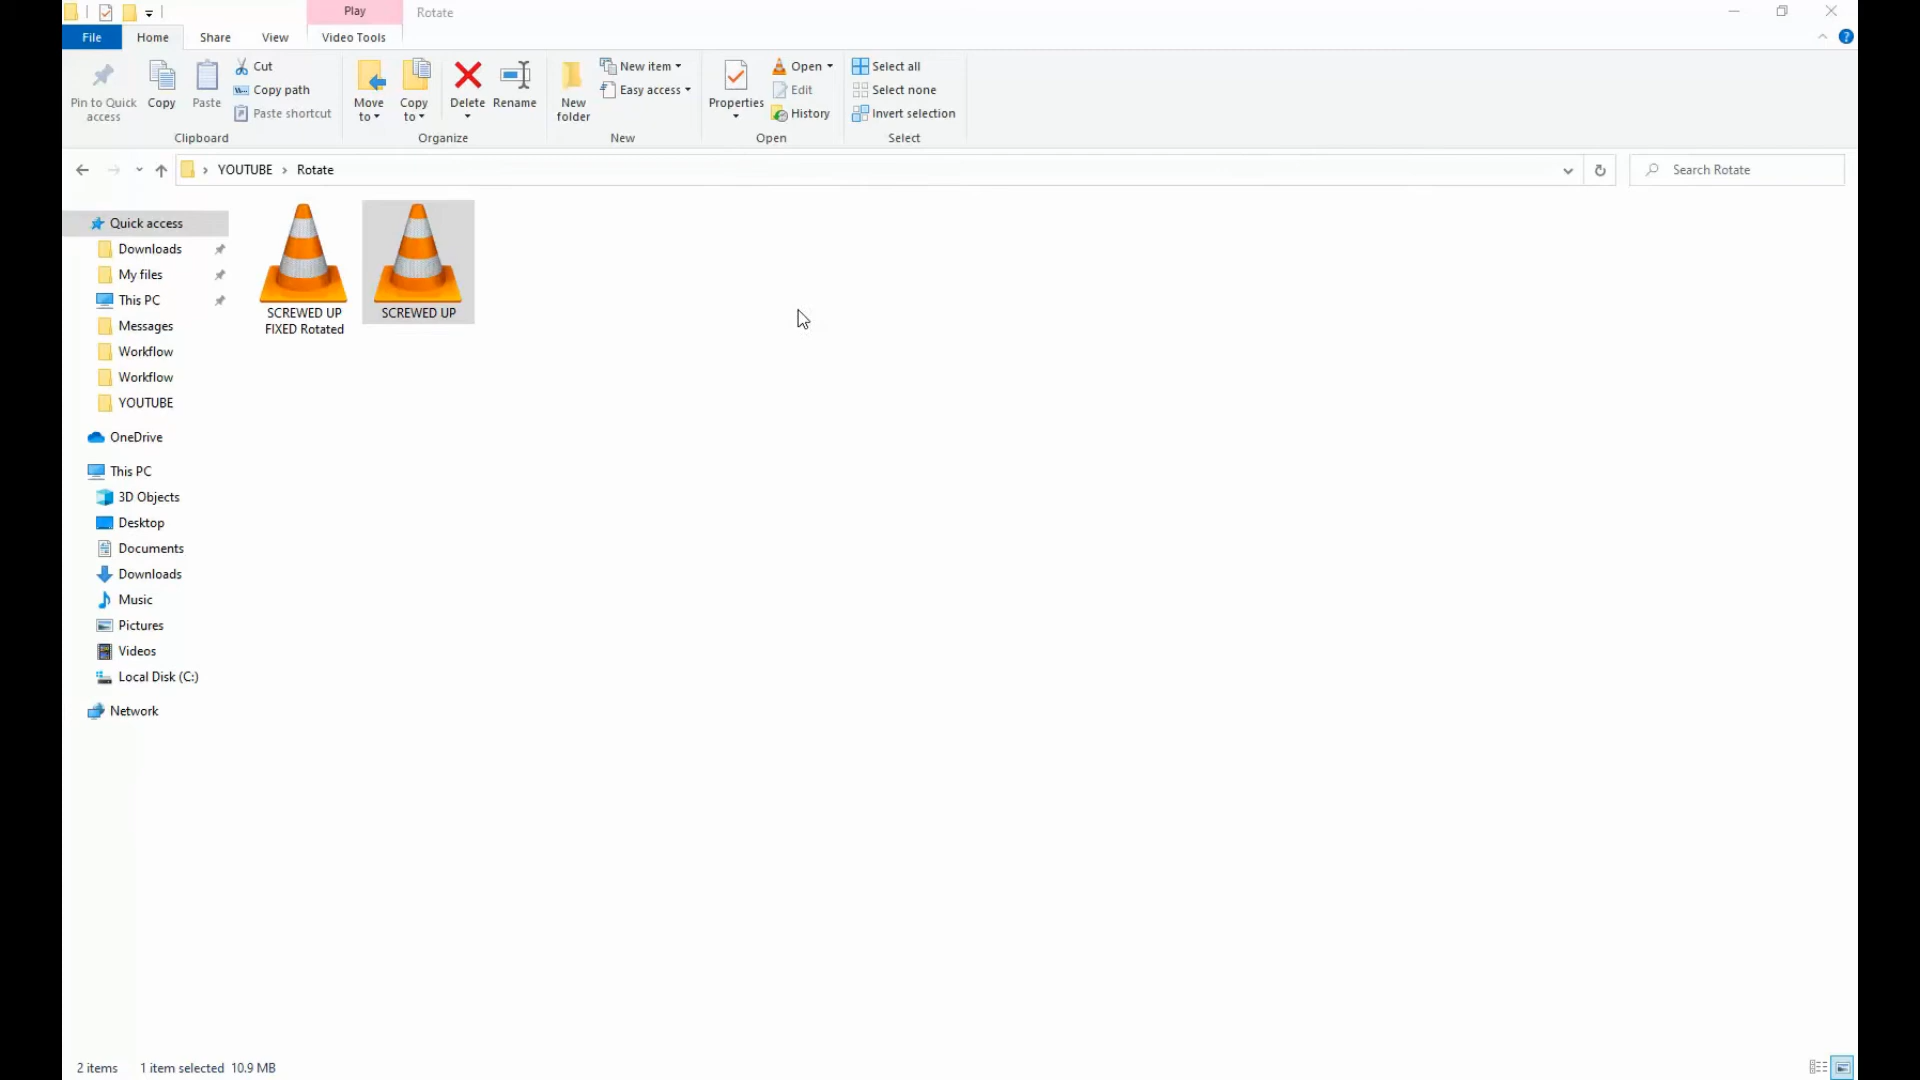 Play
Rotate
File
Home
Share
View
Video Tools
Pin to Quick
access
Copy
Paste
Cut
Copy path
Paste shortcut
Clipboard
Move
to
Copy
to
Delete
Rename
Organize
New
folder
New item
Easy access
New
Properties
Open
Edit
History
Open
Select all
Select none
Invert selection
Select
YOUTUBE
Rotate
Search Rotate
Quick access
Downloads
My files
This PC
Messages
Workflow
Workflow
YOUTUBE
OneDrive
This PC
3D Objects
Desktop
Documents
Downloads
Music
Pictures
Videos
Local Disk (C:)
Network
SCREWED UP
FIXED Rotated
SCREWED UP
2 items
1 item selected 10.9 MB